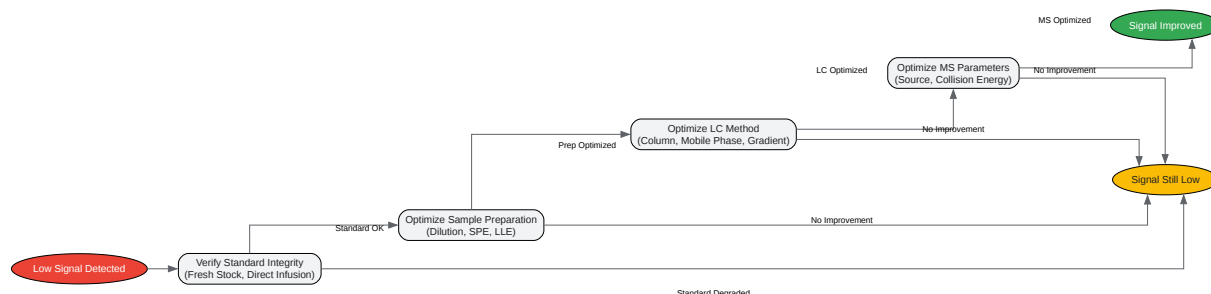 MS Optimized
Signal Improved
LC Optimized
Optimize MS Parameters
(Source, Collision Energy)
No Improvement
Optimize LC Method
(Column, Mobile Phase, Gradient)
No Improvement
Prep Optimized
Signal Still Low
Optimize Sample Preparation
(Dilution, SPE, LLE)
No Improvement
Standard OK
Low Signal Detected
Verify Standard Integrity
(Fresh Stock, Direct Infusion)
Standard Degraded